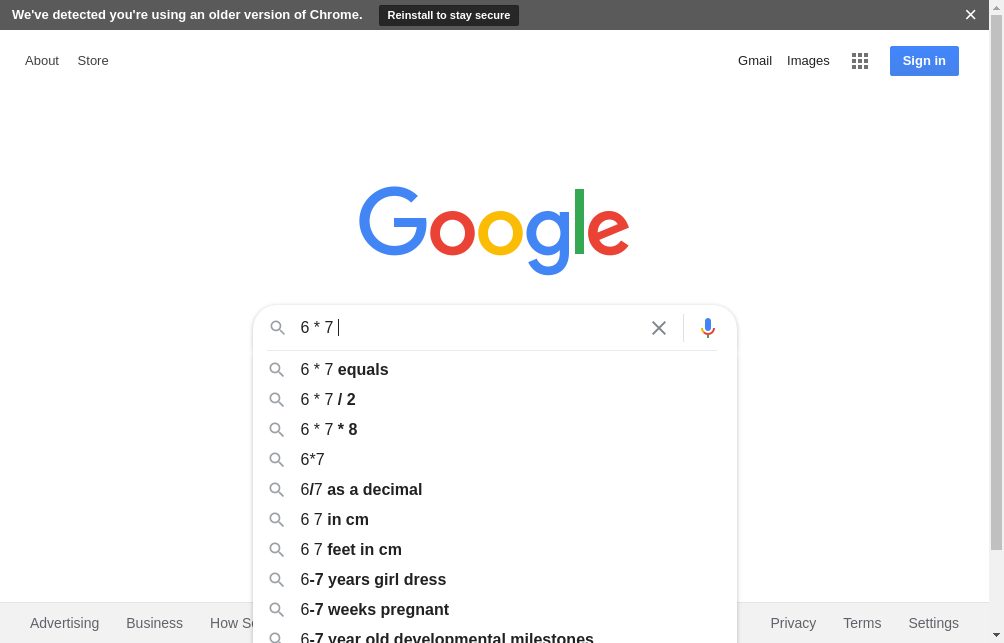 We've detected you're using an older version of Chrome. Reinstall to stay secure
About Store Gmail Images Sign in
Google
6 * 7
6 * 7 equals
6 * 7 / 2
6 * 7 * 8
6*7
6/7 as a decimal
6 7 in cm
6 7 feet in cm
6-7 years girl dress
6-7 weeks pregnant
6-7 year old developmental milestones
Advertising Business How Privacy Terms Settings